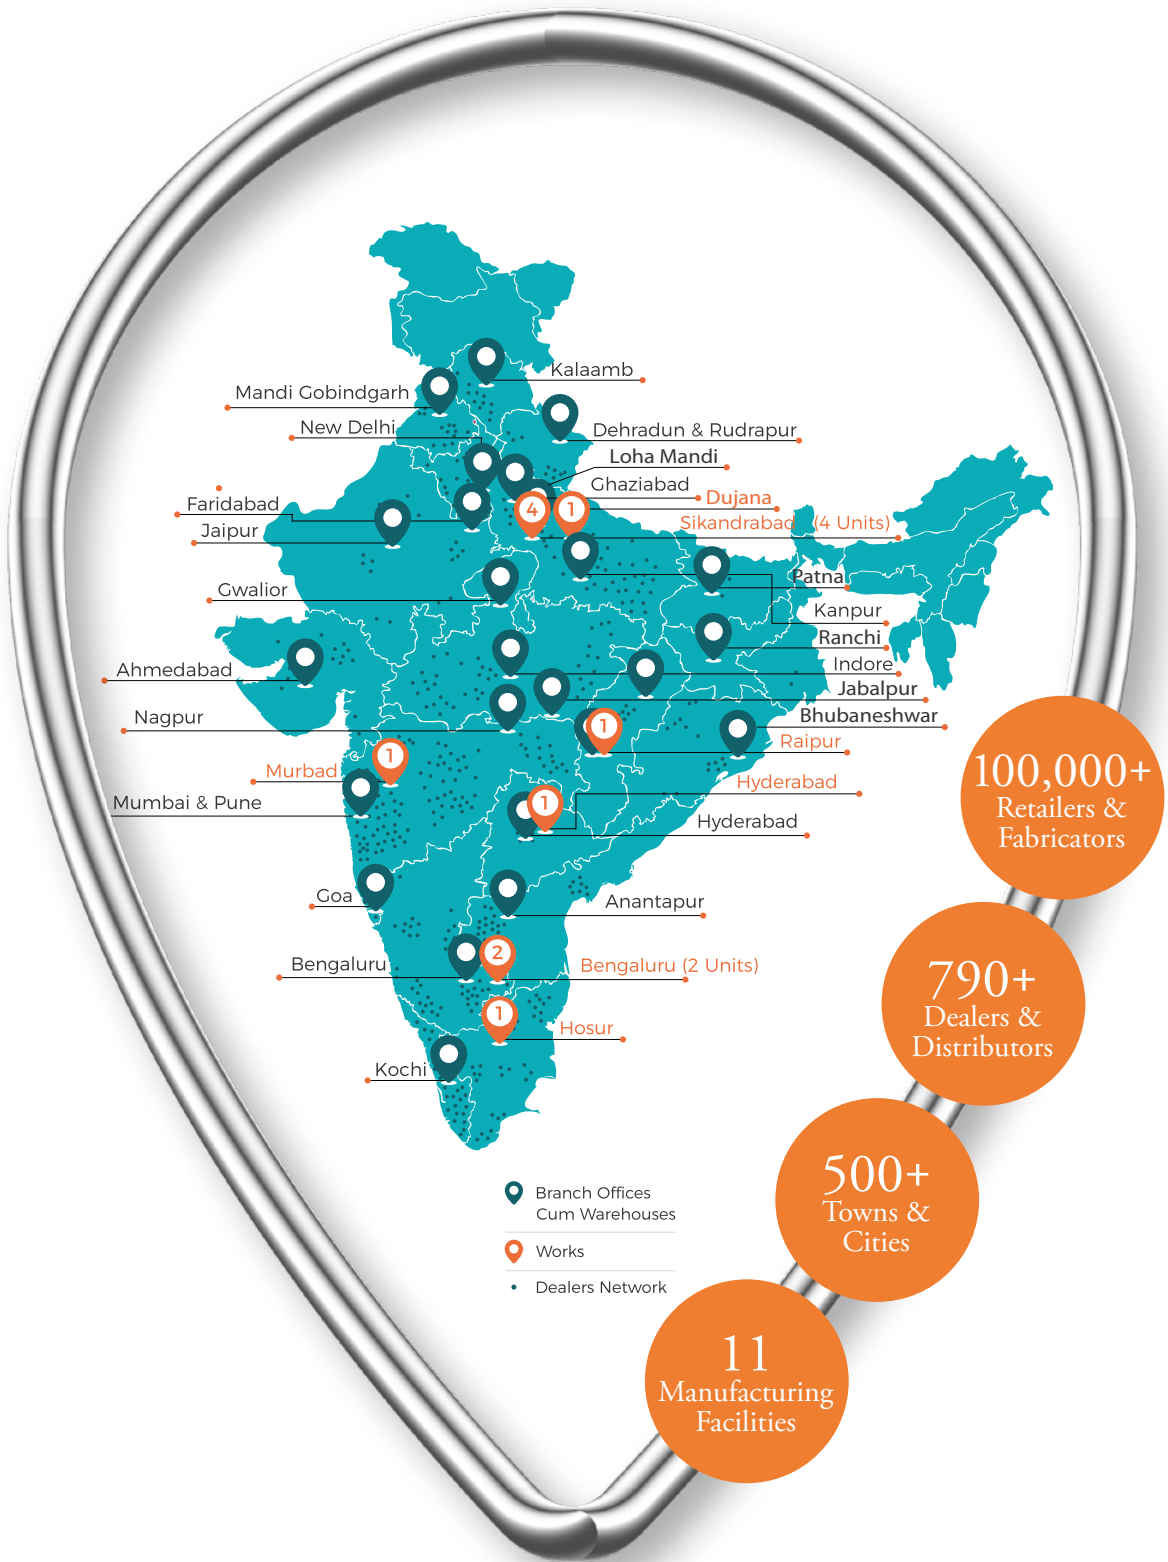 Kalaamb
Mandi Gobindgarh
New Delhi
Dehradun & Rudrapur
Loha Mandi
Ghaziabad
Dujana
Faridabad
4
1
Sikandrabad (4 Units)
Jaipur
Patna
Gwalior
Kanpur
Ranchi
Indore
Ahmedabad
Jabalpur
Nagpur
Bhubaneshwar
1
Raipur
1
Murbad
Hyderabad
Mumbai & Pune
1
Hyderabad
Goa
Anantapur
2
Bengaluru
Bengaluru (2 Units)
1
Hosur
Kochi
Branch Offices
Cum Warehouses
Works
Dealers Network
100,000+
Retailers &
Fabricators
790+
Dealers &
Distributors
500+
Towns &
Cities
11
Manufacturing
Facilities